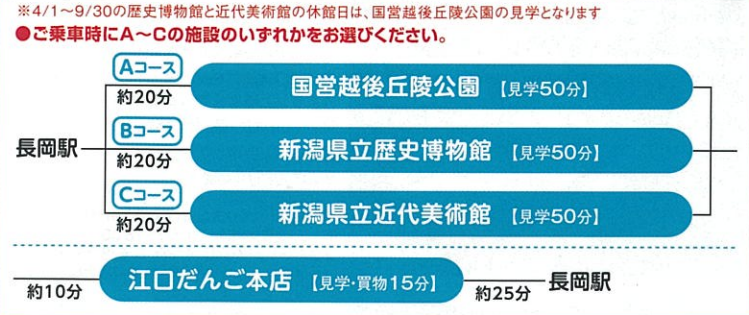 ※4/1～9/30の歴史博物館と近代美術館の休館日は、国営越後丘陵公園の見学となります
●ご乗車時にA～Cの施設のいずれかをお選びください。
Aコース
約20分
国営越後丘陵公園 【見学50分】
長岡駅
Bコース
約20分
新潟県立歴史博物館 【見学50分】
Cコース
約20分
新潟県立近代美術館 【見学50分】
約10分
江口だんご本店 【見学・買物15分】
約25分
長岡駅